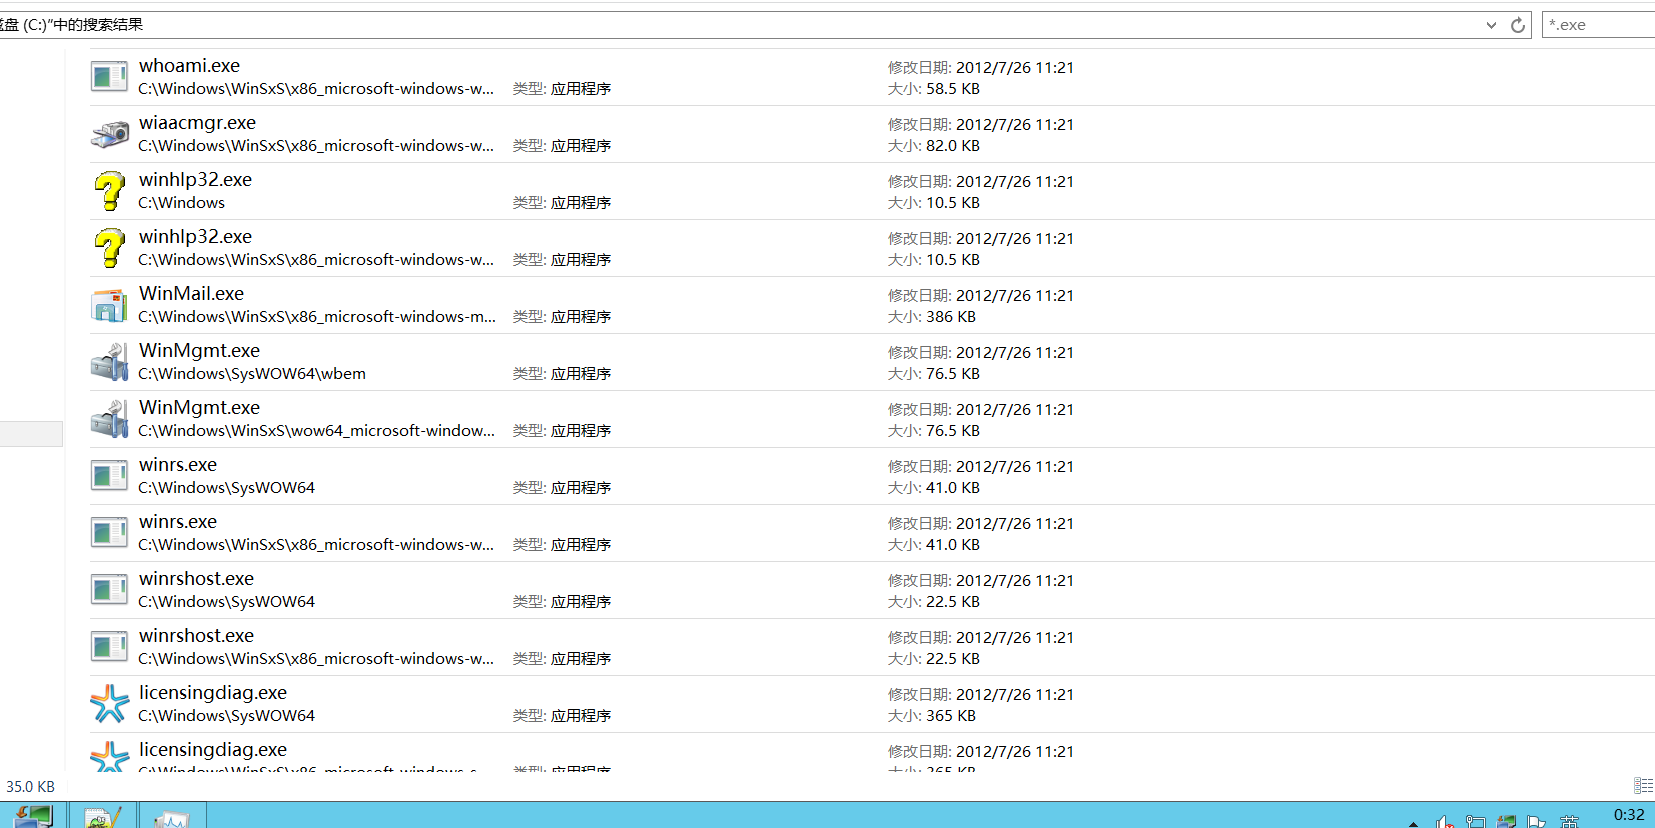 盘 (C:)"中的搜索结果
*.exe
whoami.exe
修改日期: 2012/7/26 11:21
C:\Windows\WinSxS\x86_microsoft-windows-w... 类型: 应用程序
大小: 58.5 KB
wiaacmgr.exe
修改日期: 2012/7/26 11:21
C:\Windows\WinSxS\x86_microsoft-windows-w... 类型: 应用程序
大小: 82.0 KB
winhlp32.exe
修改日期: 2012/7/26 11:21
C:\Windows 类型: 应用程序
大小: 10.5 KB
winhlp32.exe
修改日期: 2012/7/26 11:21
C:\Windows\WinSxS\x86_microsoft-windows-w... 类型: 应用程序
大小: 10.5 KB
WinMail.exe
修改日期: 2012/7/26 11:21
C:\Windows\WinSxS\x86_microsoft-windows-m... 类型: 应用程序
大小: 386 KB
WinMgmt.exe
修改日期: 2012/7/26 11:21
C:\Windows\SysWOW64\wbem 类型: 应用程序
大小: 76.5 KB
WinMgmt.exe
修改日期: 2012/7/26 11:21
C:\Windows\WinSxS\wow64_microsoft-window... 类型: 应用程序
大小: 76.5 KB
winrs.exe
修改日期: 2012/7/26 11:21
C:\Windows\SysWOW64 类型: 应用程序
大小: 41.0 KB
winrs.exe
修改日期: 2012/7/26 11:21
C:\Windows\WinSxS\x86_microsoft-windows-w... 类型: 应用程序
大小: 41.0 KB
winrshost.exe
修改日期: 2012/7/26 11:21
C:\Windows\SysWOW64 类型: 应用程序
大小: 22.5 KB
winrshost.exe
修改日期: 2012/7/26 11:21
C:\Windows\WinSxS\x86_microsoft-windows-w... 类型: 应用程序
大小: 22.5 KB
licensingdiag.exe
修改日期: 2012/7/26 11:21
C:\Windows\SysWOW64 类型: 应用程序
大小: 365 KB
licensingdiag.exe
修改日期: 2012/7/26 11:21
C:\Windows\WinSxS\x86_microsoft-windows-s... 类型: 应用程序
大小: 365 KB
35.0 KB
英
0:32